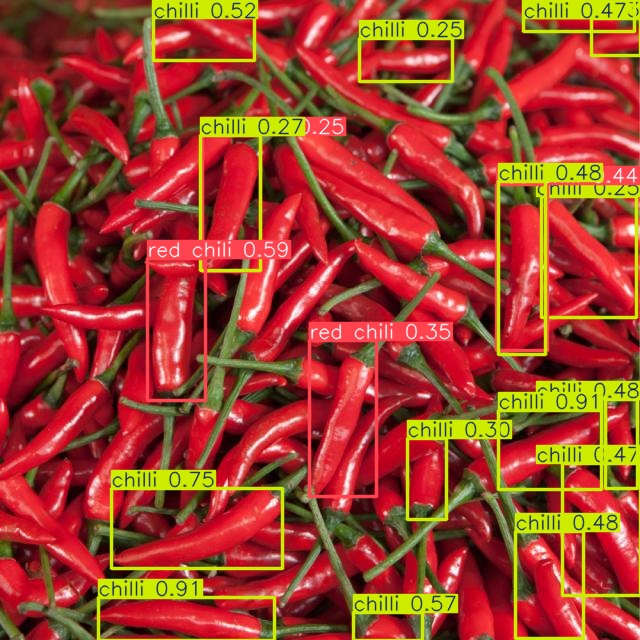 chilli 0.52
chilli 0.473
chilli 0.25
chilli 0.27
0.25
chilli 0.48
0.44
chilli 0.25
red chili 0.59
red chili 0.35
chilli 0.48
chilli 0.91
chilli 0.30
chilli 0.47
chilli 0.75
chilli 0.48
chilli 0.91
chilli 0.57